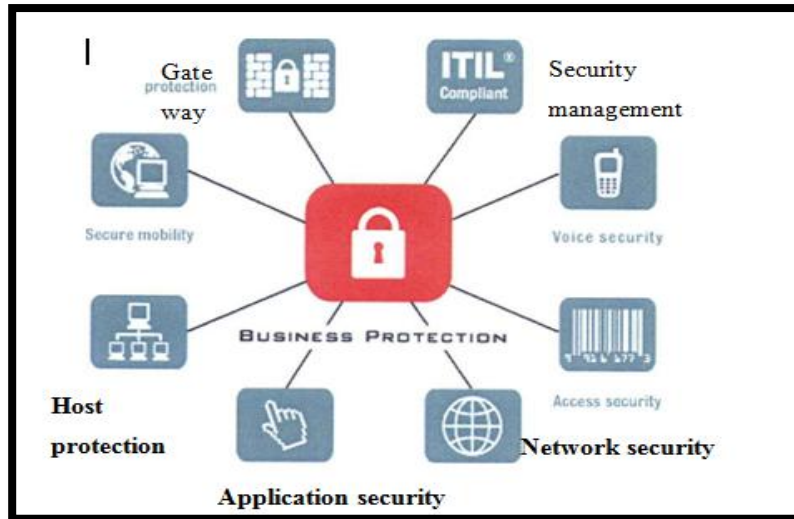 Gate
protection
way
ITIL®
Compliant
Security
management
Secure mobility
Voice security
BUSINESS PROTECTION
Host
protection
Access security
Network security
Application security